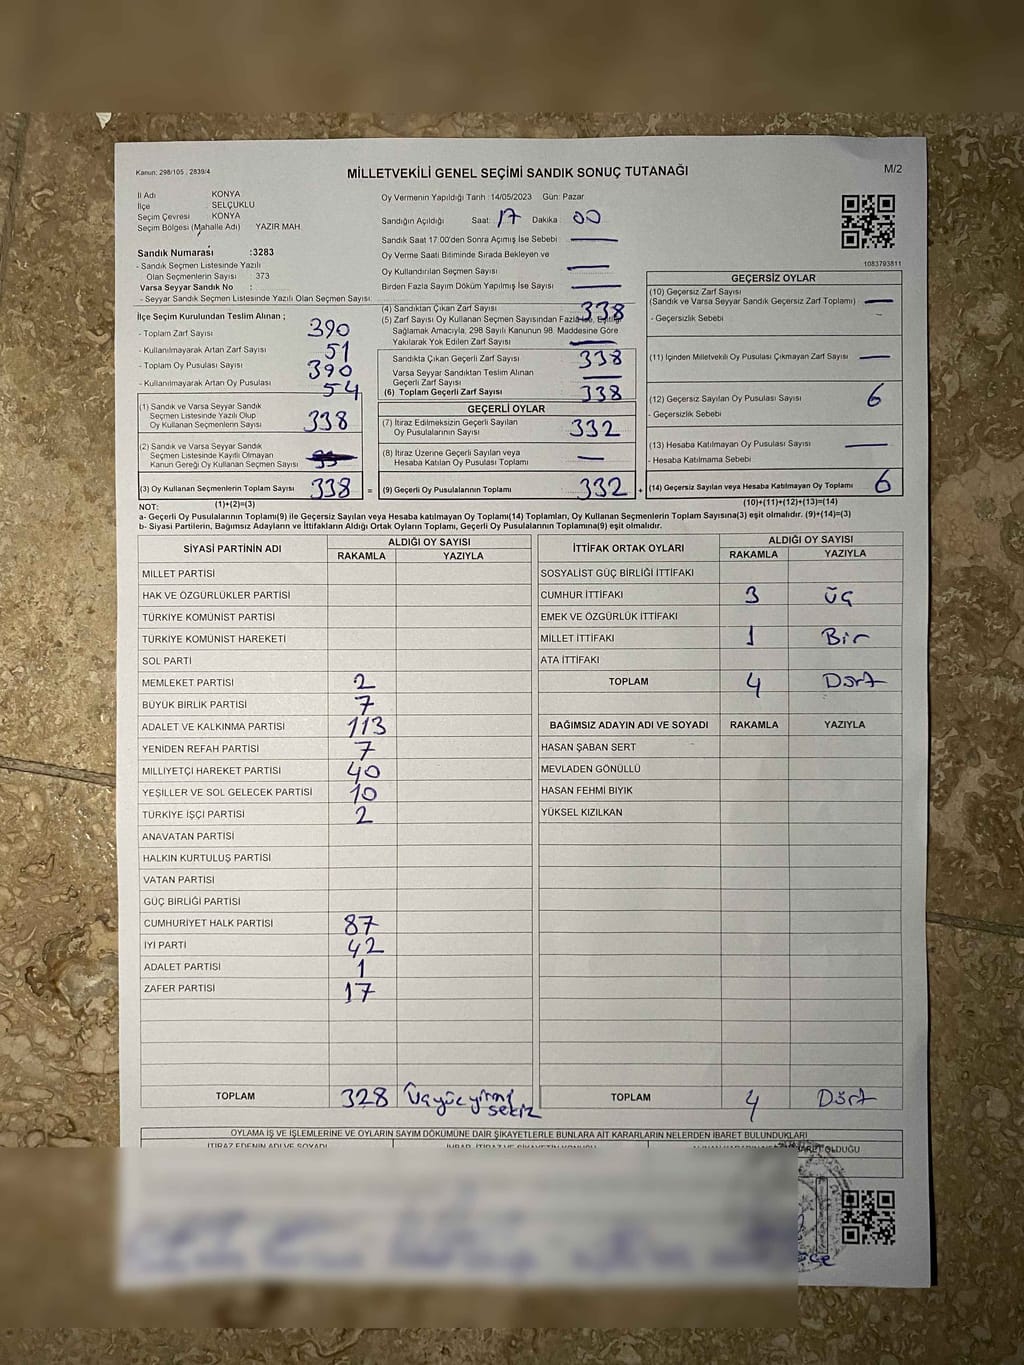 Kanun: 298/105 , 2839/4
MİLLETVEKİLİ GENEL SEÇİMİ SANDIK SONUÇ TUTANAĞI
M/2
İl Adı KONYA
İlçe SELÇUKLU
Seçim Çevresi KONYA
Seçim Bölgesi (Mahalle Adı) YAZIR MAH.
Sandık Numarası :3283
- Sandık Seçmen Listesinde Yazılı
Olan Seçmenlerin Sayısı 373
Varsa Seyyar Sandık No :
- Seyyar Sandık Seçmen Listesinde Yazılı Olan Seçmen Sayısı
Oy Vermenin Yapıldığı Tarih :14/05/2023 Gün: Pazar
Sandığın Açıldığı Saat: 17 Dakika : 00
Sandık Saat 17:00'den Sonra Açımış İse Sebebi :
Oy Verme Saati Bitiminde Sırada Bekleyen ve
Oy Kullandırılan Seçmen Sayısı :
Birden Fazla Sayım Döküm Yapılmış İse Sayısı :
1083793811
İlçe Seçim Kurulundan Teslim Alınan ;
- Toplam Zarf Sayısı 390
- Kullanılmayarak Artan Zarf Sayısı 51
- Toplam Oy Pusulası Sayısı 390
- Kullanılmayarak Artan Oy Pusulası 54
(1) Sandık ve Varsa Seyyar Sandık
Seçmen Listesinde Yazılı Olup
Oy Kullanan Seçmenlerin Sayısı 338
(2) Sandık ve Varsa Seyyar Sandık
Seçmen Listesinde Kayıtlı Olmayan
Kanun Gereği Oy Kullanan Seçmen Sayısı
(3) Oy Kullanan Seçmenlerin Toplam Sayısı 338 =
(4) Sandıktan Çıkan Zarf Sayısı 338
(5) Zarf Sayısı Oy Kullanan Seçmen Sayısından Fazla İse, Eşitliği
Sağlamak Amacıyla, 298 Sayılı Kanunun 98. Maddesine Göre
Yakılarak Yok Edilen Zarf Sayısı
Sandıkta Çıkan Geçerli Zarf Sayısı 338
Varsa Seyyar Sandıktan Teslim Alınan
Geçerli Zarf Sayısı
(6) Toplam Geçerli Zarf Sayısı 338
GEÇERLİ OYLAR
(7) İtiraz Edilmeksizin Geçerli Sayılan
Oy Pusulalarının Sayısı 332
(8) İtiraz Üzerine Geçerli Sayılan veya
Hesaba Katılan Oy Pusulası Toplamı
(9) Geçerli Oy Pusulalarının Toplamı 332 +
GEÇERSİZ OYLAR
(10) Geçersiz Zarf Sayısı
(Sandık ve Varsa Seyyar Sandık Geçersiz Zarf Toplamı)
- Geçersizlik Sebebi
(11) İçinden Milletvekili Oy Pusulası Çıkmayan Zarf Sayısı
(12) Geçersiz Sayılan Oy Pusulası Sayısı 6
- Geçersizlik Sebebi
(13) Hesaba Katılmayan Oy Pusulası Sayısı
- Hesaba Katılmama Sebebi
(14) Geçersiz Sayılan veya Hesaba Katılmayan Oy Toplamı 6
NOT: (1)+(2)=(3) (10)+(11)+(12)+(13)=(14)
a- Geçerli Oy Pusulalarının Toplamı(9) ile Geçersiz Sayılan veya Hesaba katılmayan Oy Toplamı(14) Toplamları, Oy Kullanan Seçmenlerin Toplam Sayısına(3) eşit olmalıdır. (9)+(14)=(3)
b- Siyasi Partilerin, Bağımsız Adayların ve İttifakların Aldığı Ortak Oyların Toplamı, Geçerli Oy Pusulalarının Toplamına(9) eşit olmalıdır.
SİYASİ PARTİNİN ADI ALDIĞI OY SAYISI
RAKAMLA YAZIYLA
MİLLET PARTİSİ
HAK VE ÖZGÜRLÜKLER PARTİSİ
TÜRKİYE KOMÜNİST PARTİSİ
TÜRKİYE KOMÜNİST HAREKETİ
SOL PARTİ
MEMLEKET PARTİSİ 2
BÜYÜK BİRLİK PARTİSİ 7
ADALET VE KALKINMA PARTİSİ 113
YENİDEN REFAH PARTİSİ 7
MİLLİYETÇİ HAREKET PARTİSİ 40
YEŞİLLER VE SOL GELECEK PARTİSİ 10
TÜRKİYE İŞÇİ PARTİSİ 2
ANAVATAN PARTİSİ
HALKIN KURTULUŞ PARTİSİ
VATAN PARTİSİ
GÜÇ BİRLİĞİ PARTİSİ
CUMHURİYET HALK PARTİSİ 87
İYİ PARTİ 42
ADALET PARTİSİ 1
ZAFER PARTİSİ 17
TOPLAM 328 Üçyüzyirmi
sekiz
İTTİFAK ORTAK OYLARI ALDIĞI OY SAYISI
RAKAMLA YAZIYLA
SOSYALİST GÜÇ BİRLİĞİ İTTİFAKI
CUMHUR İTTİFAKI 3 Üç
EMEK VE ÖZGÜRLÜK İTTİFAKI
MİLLET İTTİFAKI 1 Bir
ATA İTTİFAKI
TOPLAM 4 Dört
BAĞIMSIZ ADAYIN ADI VE SOYADI RAKAMLA YAZIYLA
HASAN ŞABAN SERT
MEVLADEN GÖNÜLLÜ
HASAN FEHMİ BIYIK
YÜKSEL KIZILKAN
TOPLAM 4 Dört
OYLAMA İŞ VE İŞLEMLERİNE VE OYLARIN SAYIM DÖKÜMÜNE DAİR ŞİKAYETLERLE BUNLARA AİT KARARLARIN NELERDEN İBARET BULUNDUKLARI
İTİRAZ EDENİN ADI VE SOYADI